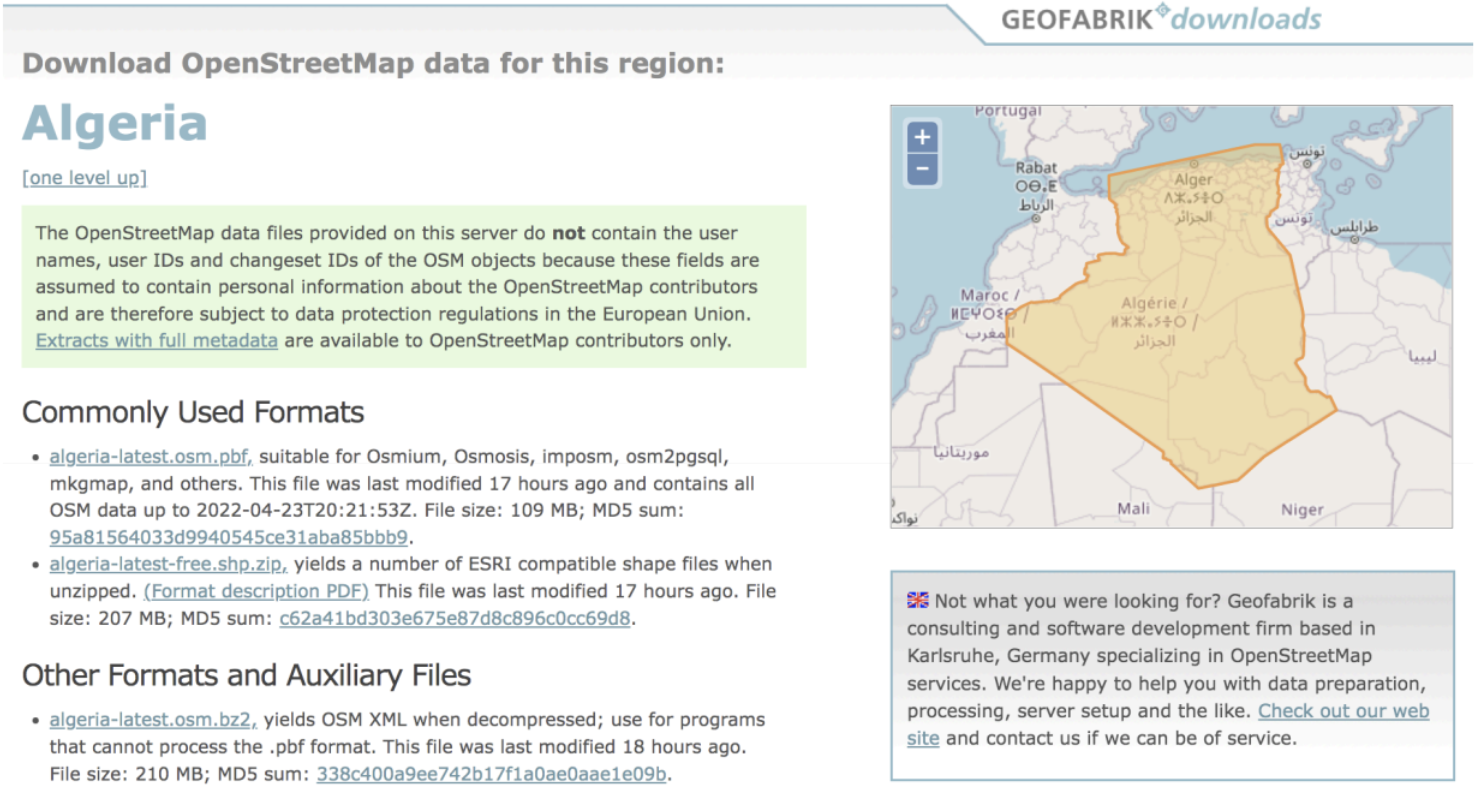 GEOFABRIK downloads
Download OpenStreetMap data for this region:
Algeria
[one level up]
The OpenStreetMap data files provided on this server do not contain the user
names, user IDs and changeset IDs of the OSM objects because these fields are
assumed to contain personal information about the OpenStreetMap contributors
and are therefore subject to data protection regulations in the European Union.
Extracts with full metadata are available to OpenStreetMap contributors only.
Commonly Used Formats
• algeria-latest.osm.pbf, suitable for Osmium, Osmosis, imposm, osm2pgsql,
mkgmap, and others. This file was last modified 17 hours ago and contains all
OSM data up to 2022-04-23T20:21:53Z. File size: 109 MB; MD5 sum:
95a81564033d9940545ce31aba85bbb9.
• algeria-latest-free.shp.zip, yields a number of ESRI compatible shape files when
unzipped. (Format description PDF) This file was last modified 17 hours ago. File
size: 207 MB; MD5 sum: c62a41bd303e675e87d8c896c0cc69d8.
Other Formats and Auxiliary Files
• algeria-latest.osm.bz2, yields OSM XML when decompressed; use for programs
that cannot process the .pbf format. This file was last modified 18 hours ago.
File size: 210 MB; MD5 sum: 338c400a9ee742b17f1a0ae0aae1e09b.
+
−
Portugal
Rabat
ⵔⴱⴰⵟ
الرباط
Alger
الجزائر
تونس
تونس
طرابلس
Maroc /
المغرب
Algérie /
الجزائر
ليبيا
موريتانيا
Mali
Niger
Not what you were looking for? Geofabrik is a
consulting and software development firm based in
Karlsruhe, Germany specializing in OpenStreetMap
services. We're happy to help you with data preparation,
processing, server setup and the like. Check out our web
site and contact us if we can be of service.